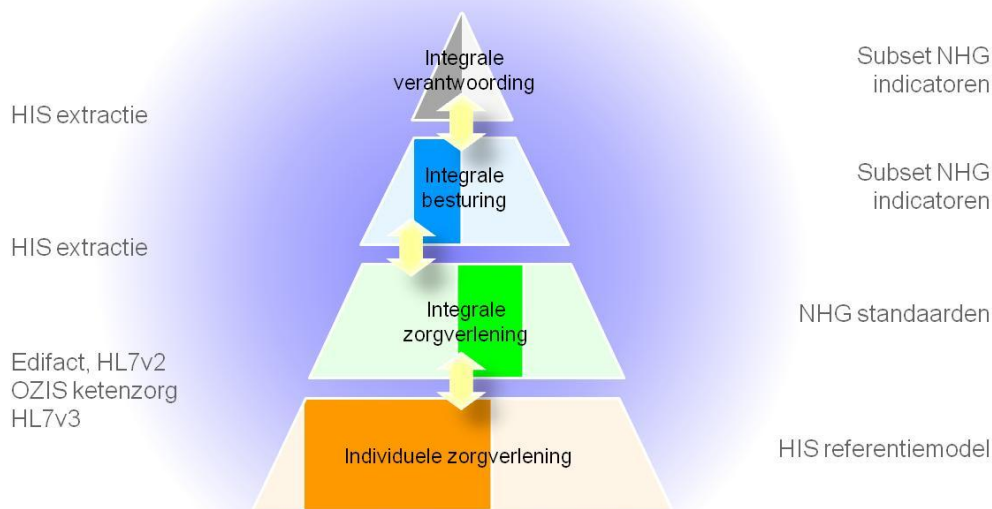 Integrale
verantwoording
Subset NHG
indicatoren
HIS extractie
Integrale
besturing
Subset NHG
indicatoren
HIS extractie
Integrale
zorgverlening
NHG standaarden
Edifact, HL7v2
OZIS ketenzorg
HL7v3
Individuele zorgverlening
HIS referentiemodel